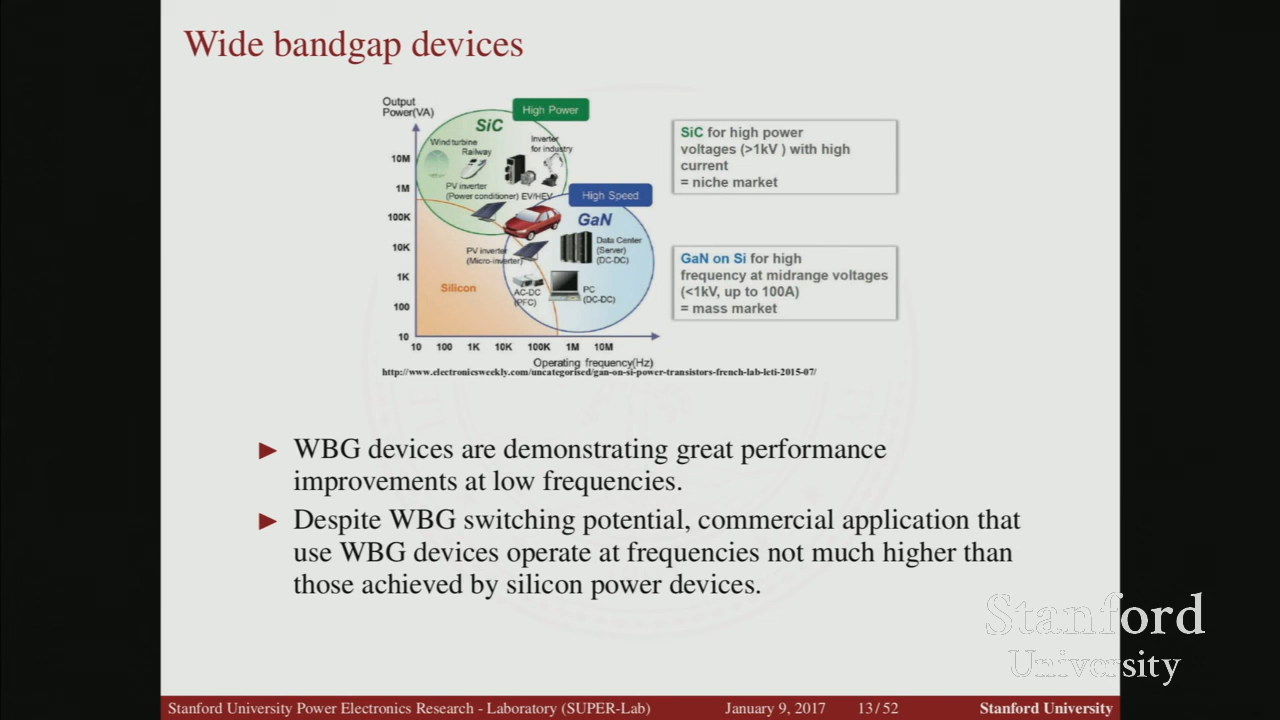 Wide bandgap devices
Output
Power(VA)
High Power
SiC
Wind turbine
Railway
Inverter
for industry
10M
1M
100K
10K
1K
100
10
PV inverter
(Power conditioner) EV/HEV
High Speed
GaN
Data Center
(Server)
(DC-DC)
PV inverter
(Micro-inverter)
Silicon
AC-DC
(PFC)
PC
(DC-DC)
10 100 1K 10K 100K 1M 10M
Operating frequency(Hz)
SiC for high power
voltages (>1kV ) with high
current
= niche market
GaN on Si for high
frequency at midrange voltages
(<1kV, up to 100A)
= mass market
http://www.electronicsweekly.com/uncategorised/gan-on-si-power-transistors-french-lab-leti-2015-07/
► WBG devices are demonstrating great performance
improvements at low frequencies.
► Despite WBG switching potential, commercial application that
use WBG devices operate at frequencies not much higher than
those achieved by silicon power devices.
Stanford
University
Stanford University Power Electronics Research - Laboratory (SUPER-Lab) January 9, 2017 13 / 52 Stanford University